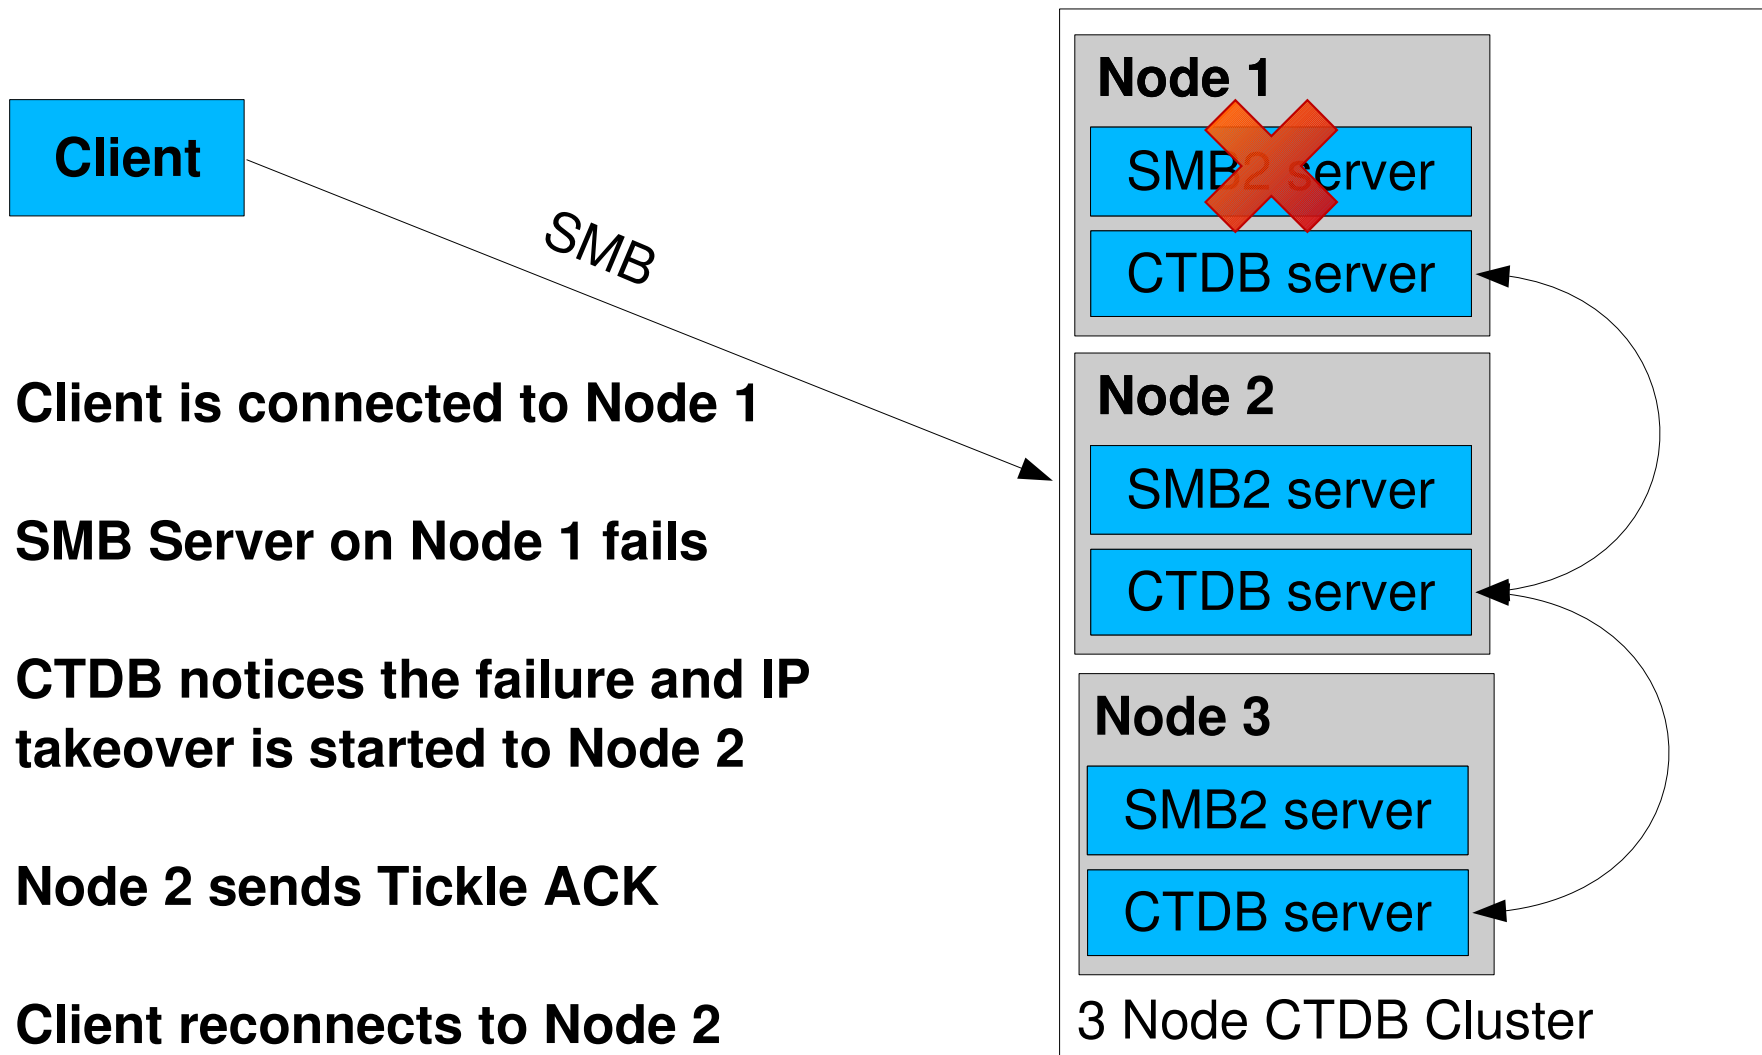 Client
SMB
Client is connected to Node 1
SMB Server on Node 1 fails
CTDB notices the failure and IP
takeover is started to Node 2
Node 2 sends Tickle ACK
Client reconnects to Node 2
Node 1
SMB2 server
CTDB server
Node 2
SMB2 server
CTDB server
Node 3
SMB2 server
CTDB server
3 Node CTDB Cluster